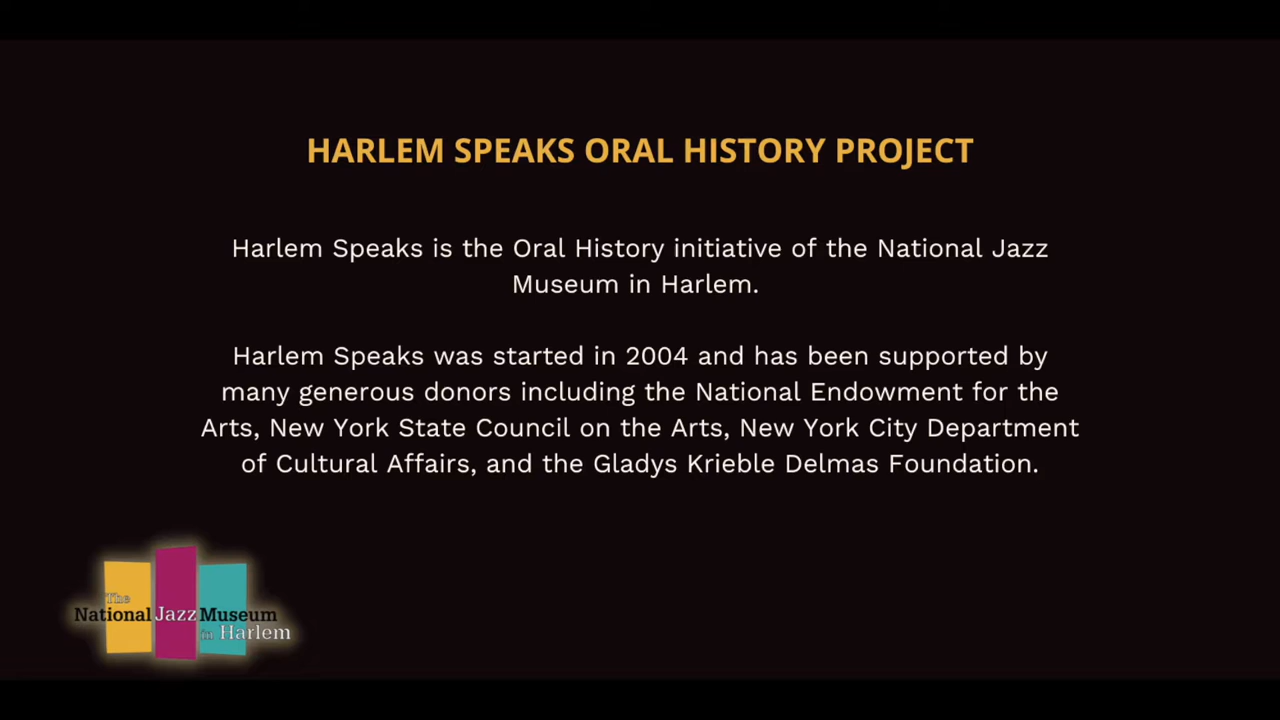 HARLEM SPEAKS ORAL HISTORY PROJECT
Harlem Speaks is the Oral History initiative of the National Jazz
Museum in Harlem.
Harlem Speaks was started in 2004 and has been supported by
many generous donors including the National Endowment for the
Arts, New York State Council on the Arts, New York City Department
of Cultural Affairs, and the Gladys Krieble Delmas Foundation.
The
National Jazz Museum
in Harlem